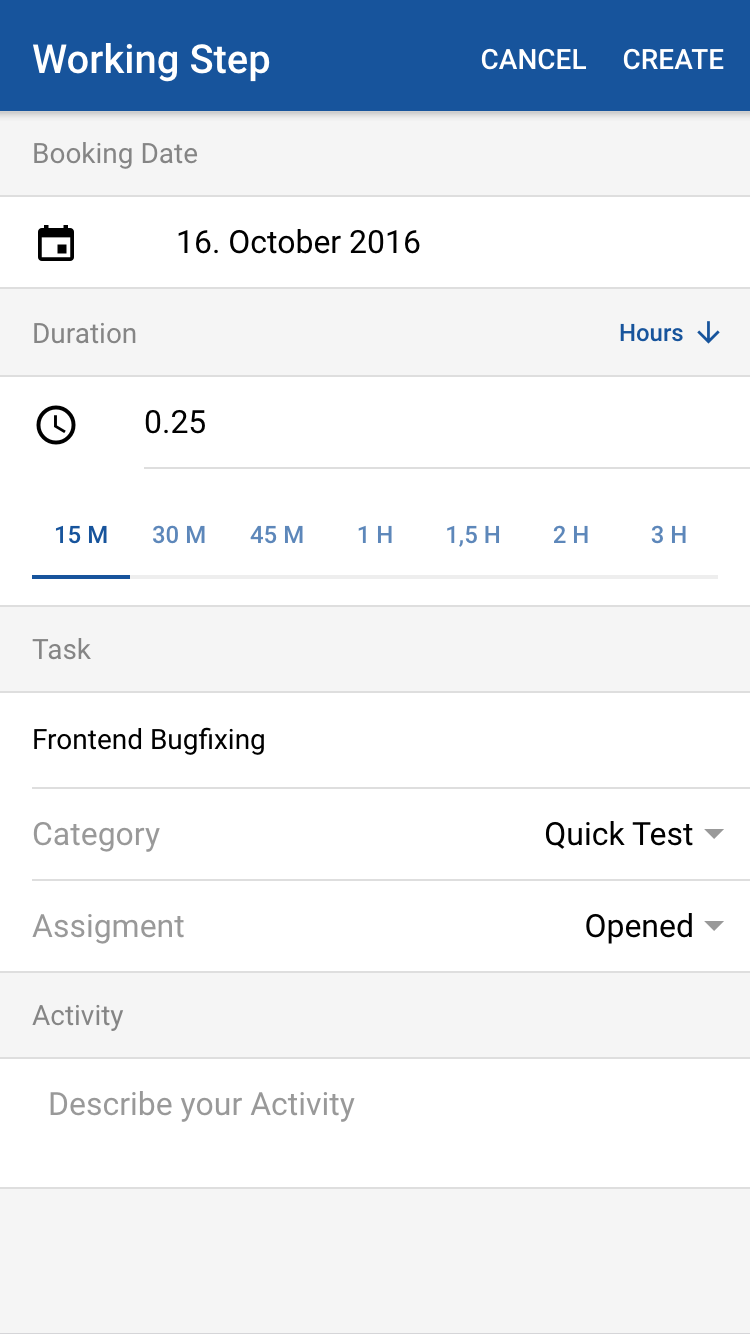 Working Step CANCEL CREATE
Booking Date
16. October 2016
Duration Hours
0.25
15 M 30 M 45 M 1 H 1,5 H 2 H 3 H
Task
Frontend Bugfixing
Category Quick Test
Assigment Opened
Activity
Describe your Activity